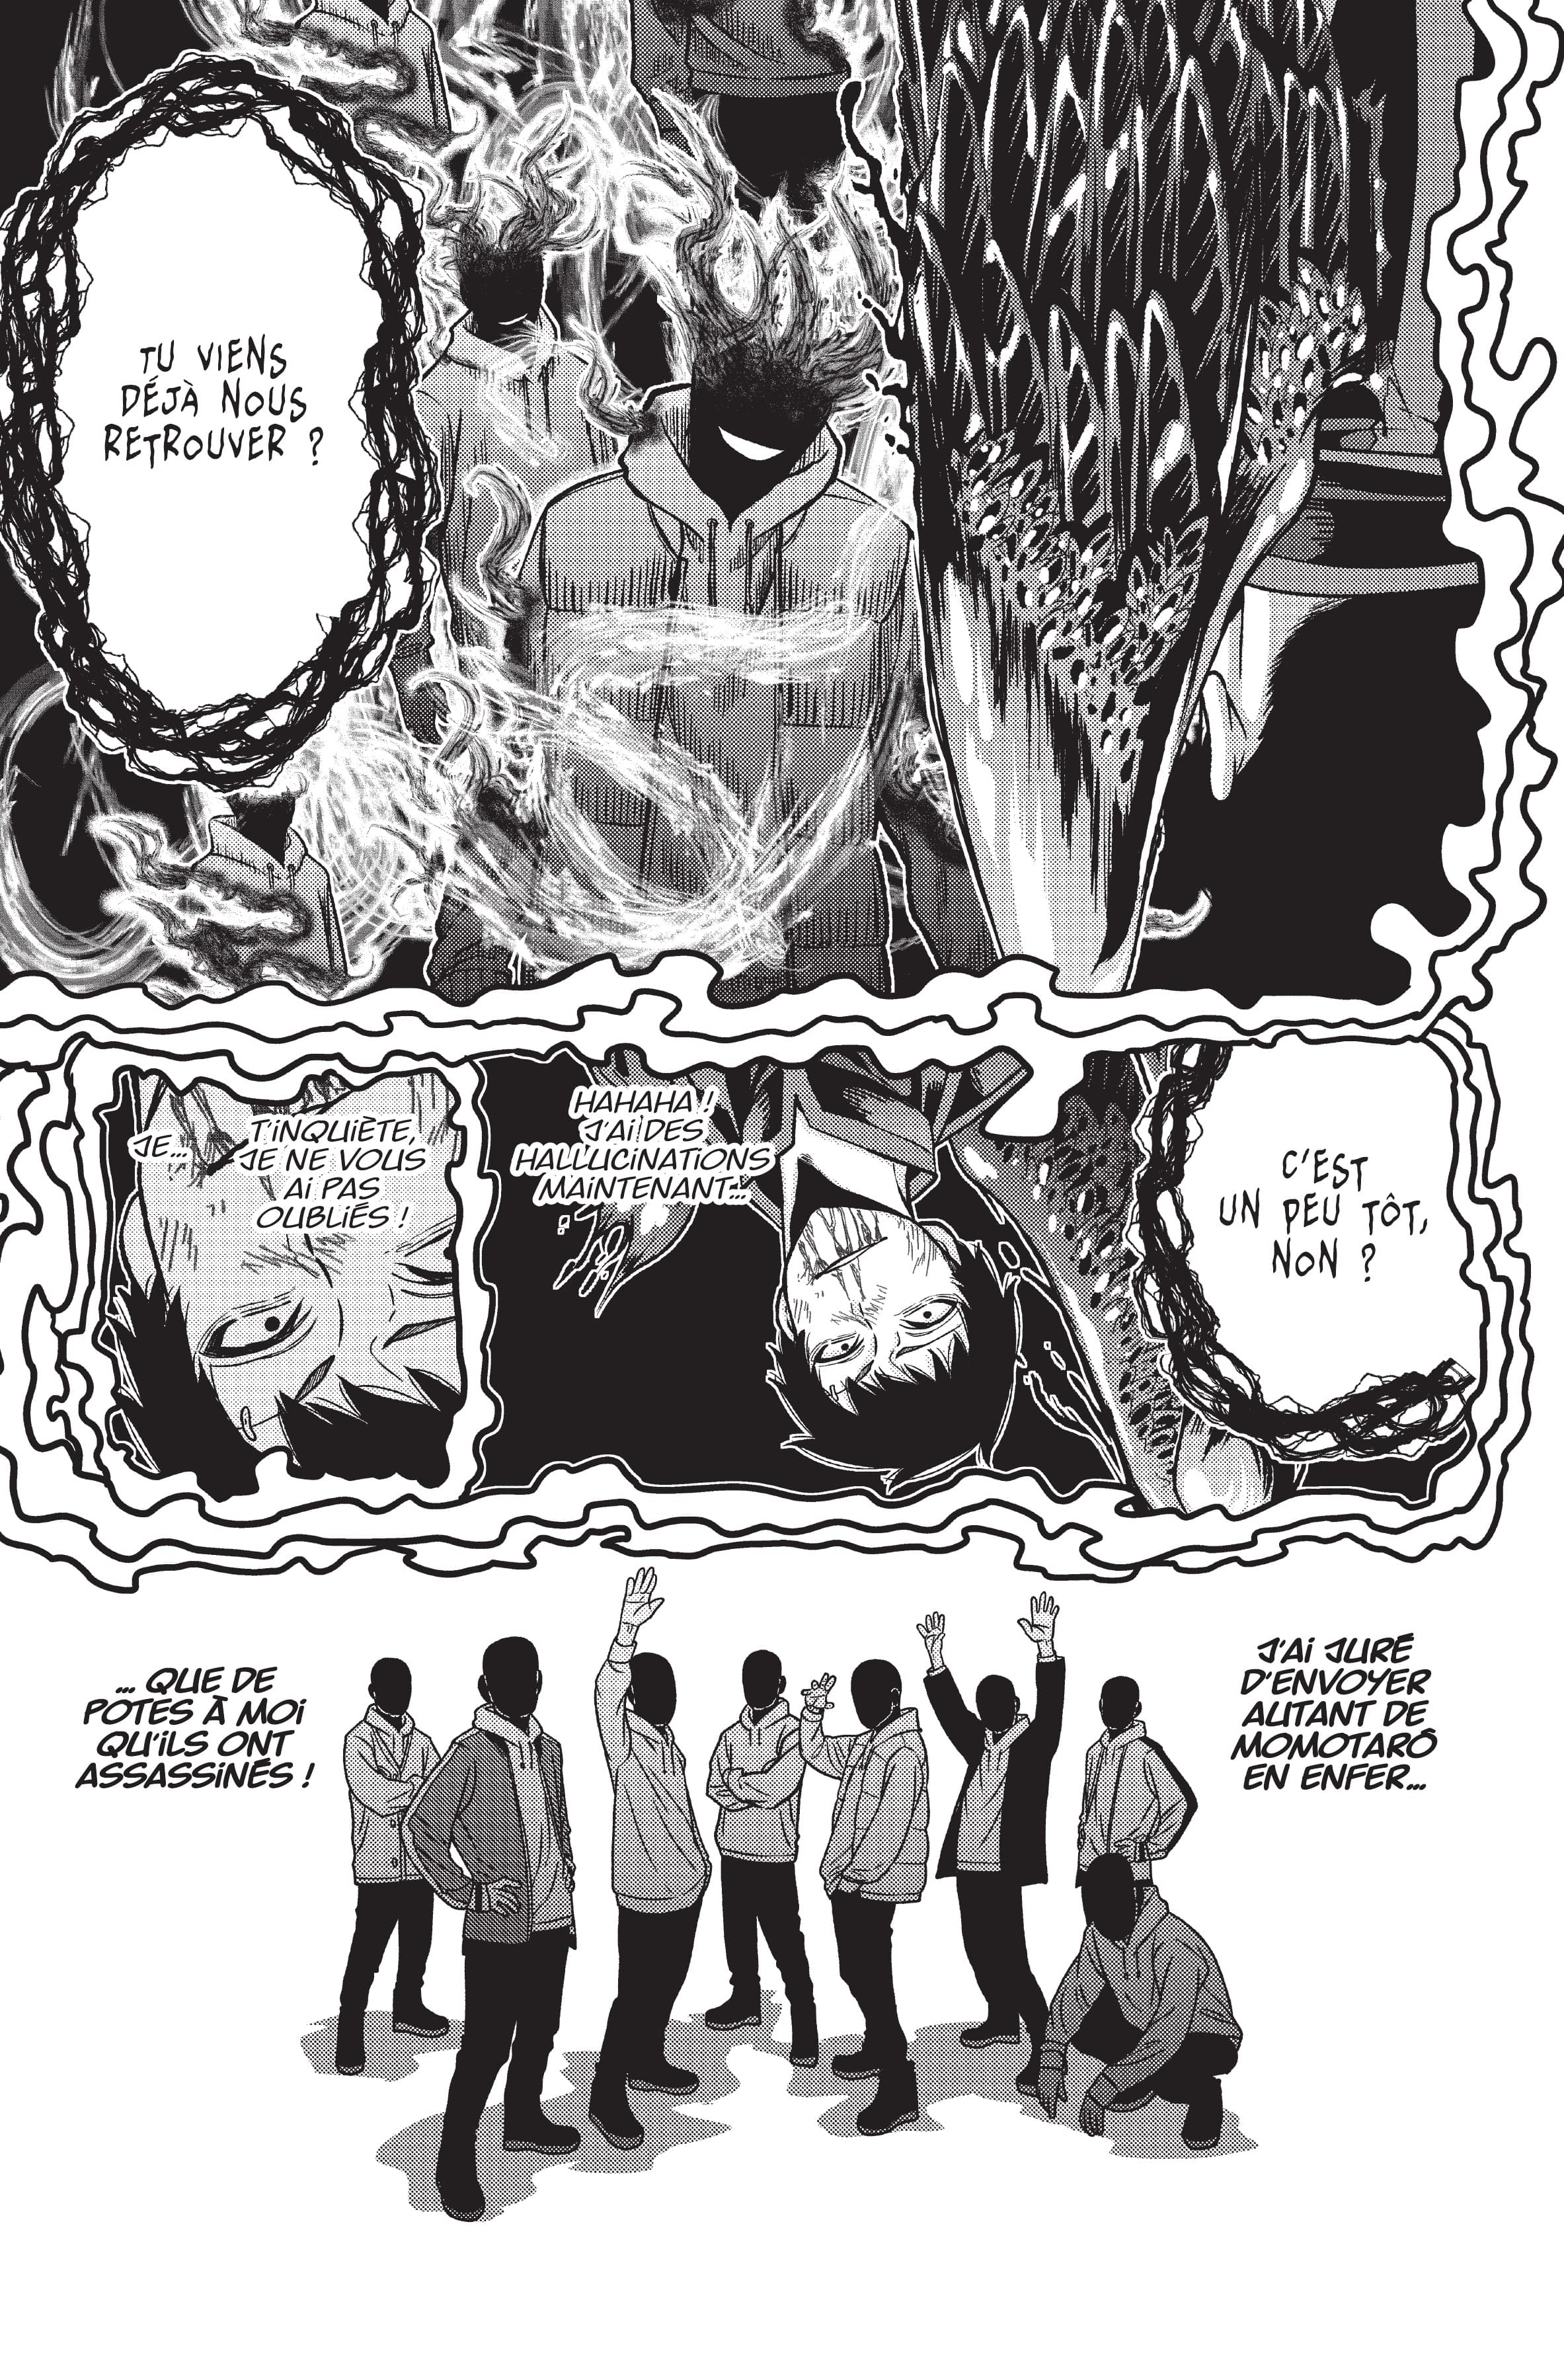 TU VIENS
DÉJÀ NOUS
RETROUVER ?
C'EST
UN PEU TÔT,
NON ?
HAHAHA !
J'AI DES
HALLUCINATIONS
MAINTENANT...
T'INQUIÈTE,
JE NE VOUS
AI PAS
OUBLIÉS !
JE...
J'AI JURÉ
D'ENVOYER
AUTANT DE
MOMOTARÔ
EN ENFER...
... QUE DE
POTES À MOI
QU'ILS ONT
ASSASSINÉS !